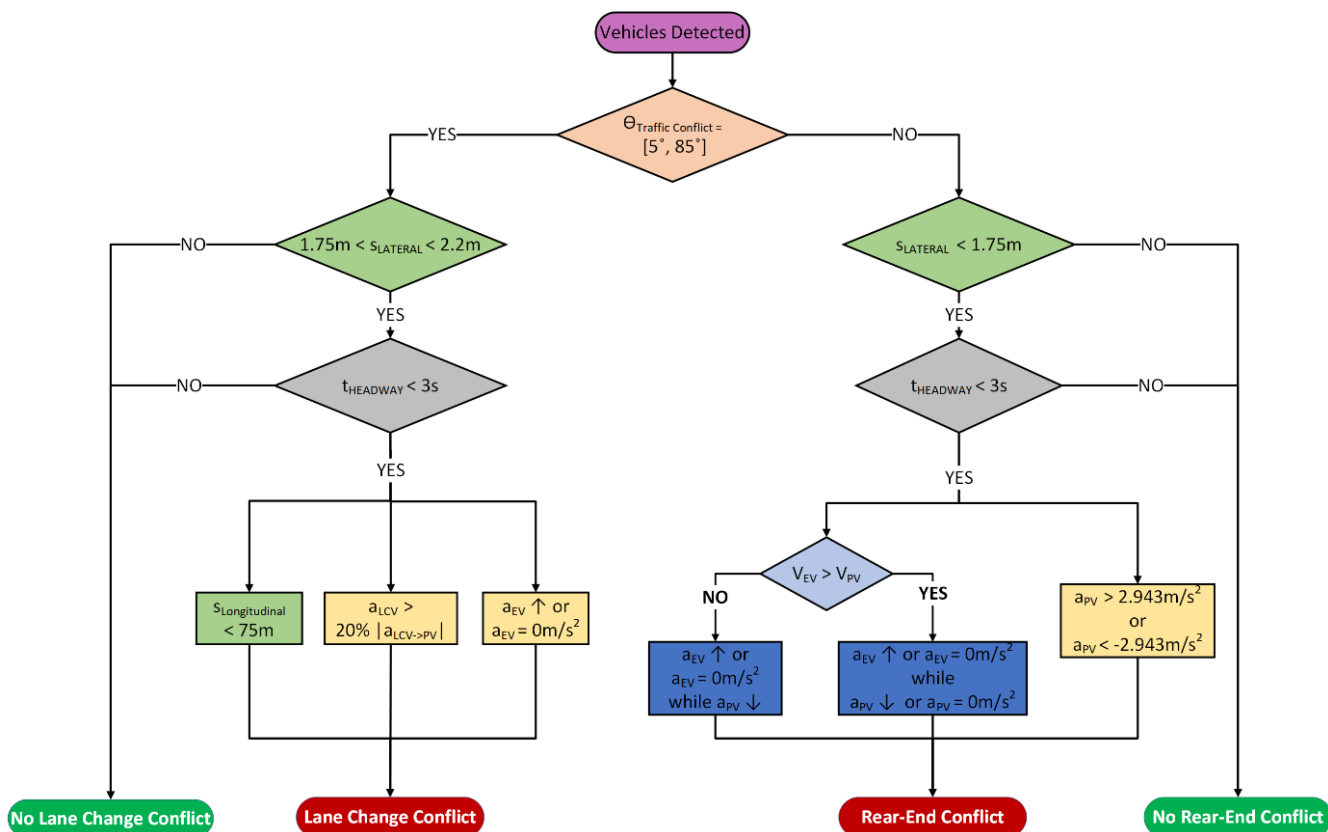 Vehicles Detected
ΘTraffic Conflict =
[5˚, 85˚]
YES
NO
1.75m < sLATERAL < 2.2m
NO
sLATERAL < 1.75m
NO
YES
YES
tHEADWAY < 3s
NO
tHEADWAY < 3s
NO
YES
YES
VEV > VPV
NO
YES
sLongitudinal
< 75m
aLCV >
20% |aLCV->PV|
aEV ↑ or
aEV = 0m/s²
aEV ↑ or
aEV = 0m/s²
while aPV ↓
aEV ↑ or aEV = 0m/s²
while
aPV ↓ or aPV = 0m/s²
aPV > 2.943m/s²
or
aPV < -2.943m/s²
No Lane Change Conflict
Lane Change Conflict
Rear-End Conflict
No Rear-End Conflict